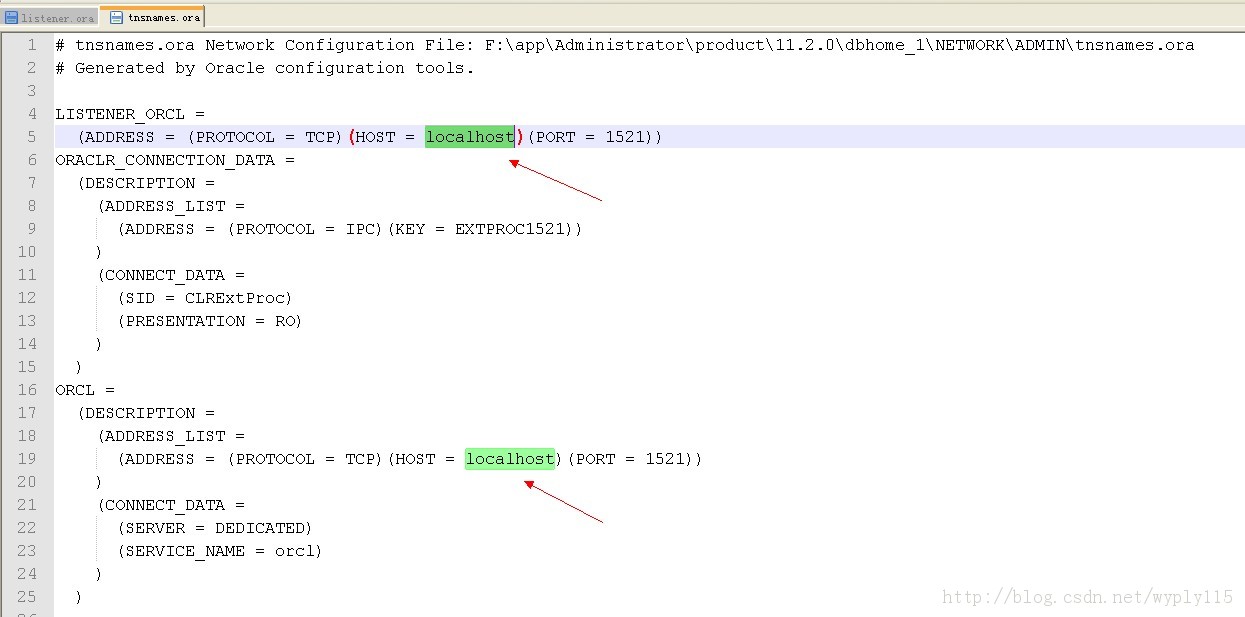 listener.ora tnsnames.ora
1 # tnsnames.ora Network Configuration File: F:\app\Administrator\product\11.2.0\dbhome_1\NETWORK\ADMIN\tnsnames.ora
2 # Generated by Oracle configuration tools.
3
4 LISTENER_ORCL =
5   (ADDRESS = (PROTOCOL = TCP)(HOST = localhost)(PORT = 1521))
6 ORACLR_CONNECTION_DATA =
7   (DESCRIPTION =
8     (ADDRESS_LIST =
9       (ADDRESS = (PROTOCOL = IPC)(KEY = EXTPROC1521))
10     )
11     (CONNECT_DATA =
12       (SID = CLRExtProc)
13       (PRESENTATION = RO)
14     )
15   )
16 ORCL =
17   (DESCRIPTION =
18     (ADDRESS_LIST =
19       (ADDRESS = (PROTOCOL = TCP)(HOST = localhost)(PORT = 1521))
20     )
21     (CONNECT_DATA =
22       (SERVER = DEDICATED)
23       (SERVICE_NAME = orcl)
24     )
25   )
http://blog.csdn.net/wyply115